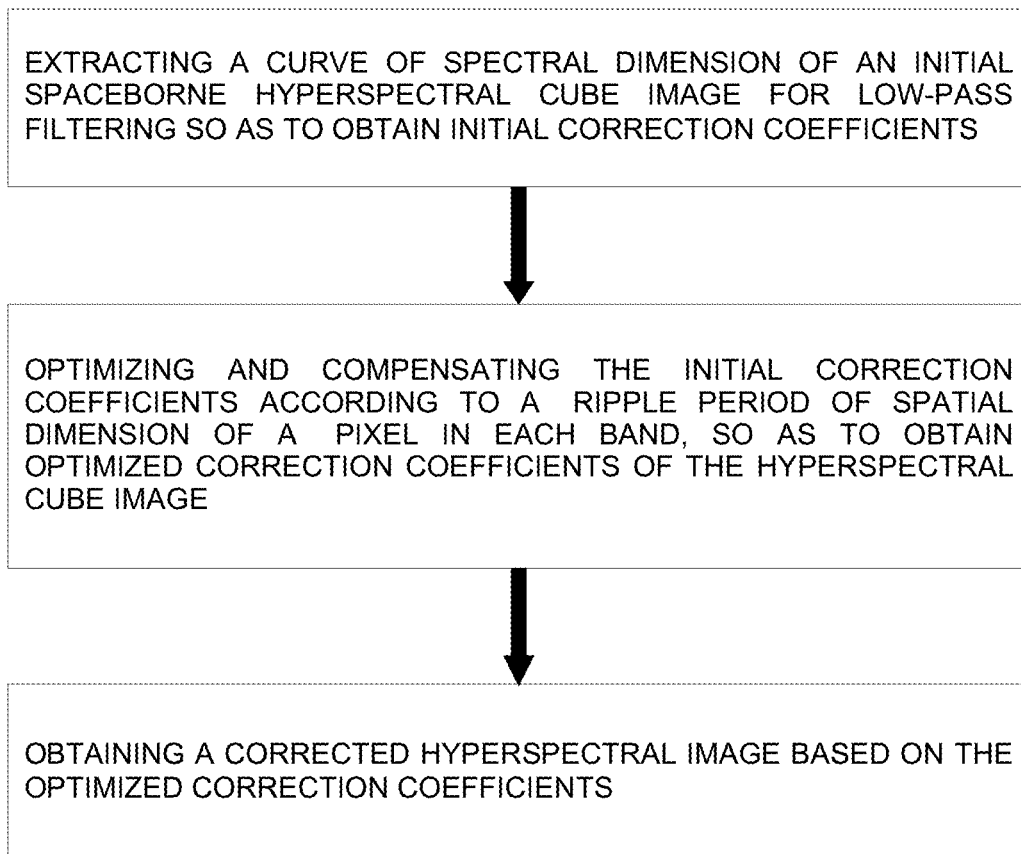 EXTRACTING A CURVE OF SPECTRAL DIMENSION OF AN INITIAL
SPACEBORNE HYPERSPECTRAL CUBE IMAGE FOR LOW-PASS
FILTERING SO AS TO OBTAIN INITIAL CORRECTION COEFFICIENTS
OPTIMIZING AND COMPENSATING THE INITIAL CORRECTION
COEFFICIENTS ACCORDING TO A RIPPLE PERIOD OF SPATIAL
DIMENSION OF A PIXEL IN EACH BAND, SO AS TO OBTAIN
OPTIMIZED CORRECTION COEFFICIENTS OF THE HYPERSPECTRAL
CUBE IMAGE
OBTAINING A CORRECTED HYPERSPECTRAL IMAGE BASED ON THE
OPTIMIZED CORRECTION COEFFICIENTS